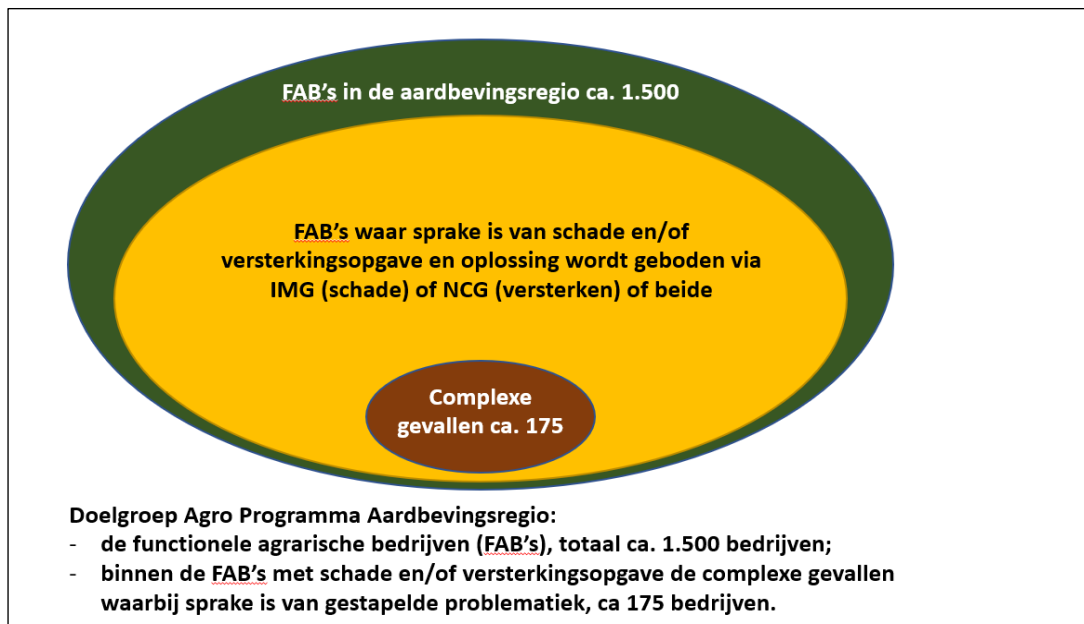 FAB's in de aardbevingsregio ca. 1.500
FAB's waar sprake is van schade en/of
versterkingsopgave en oplossing wordt geboden via
IMG (schade) of NCG (versterken) of beide
Complexe
gevallen ca. 175
Doelgroep Agro Programma Aardbevingsregio:
- de functionele agrarische bedrijven (FAB's), totaal ca. 1.500 bedrijven;
- binnen de FAB's met schade en/of versterkingsopgave de complexe gevallen
waarbij sprake is van gestapelde problematiek, ca 175 bedrijven.